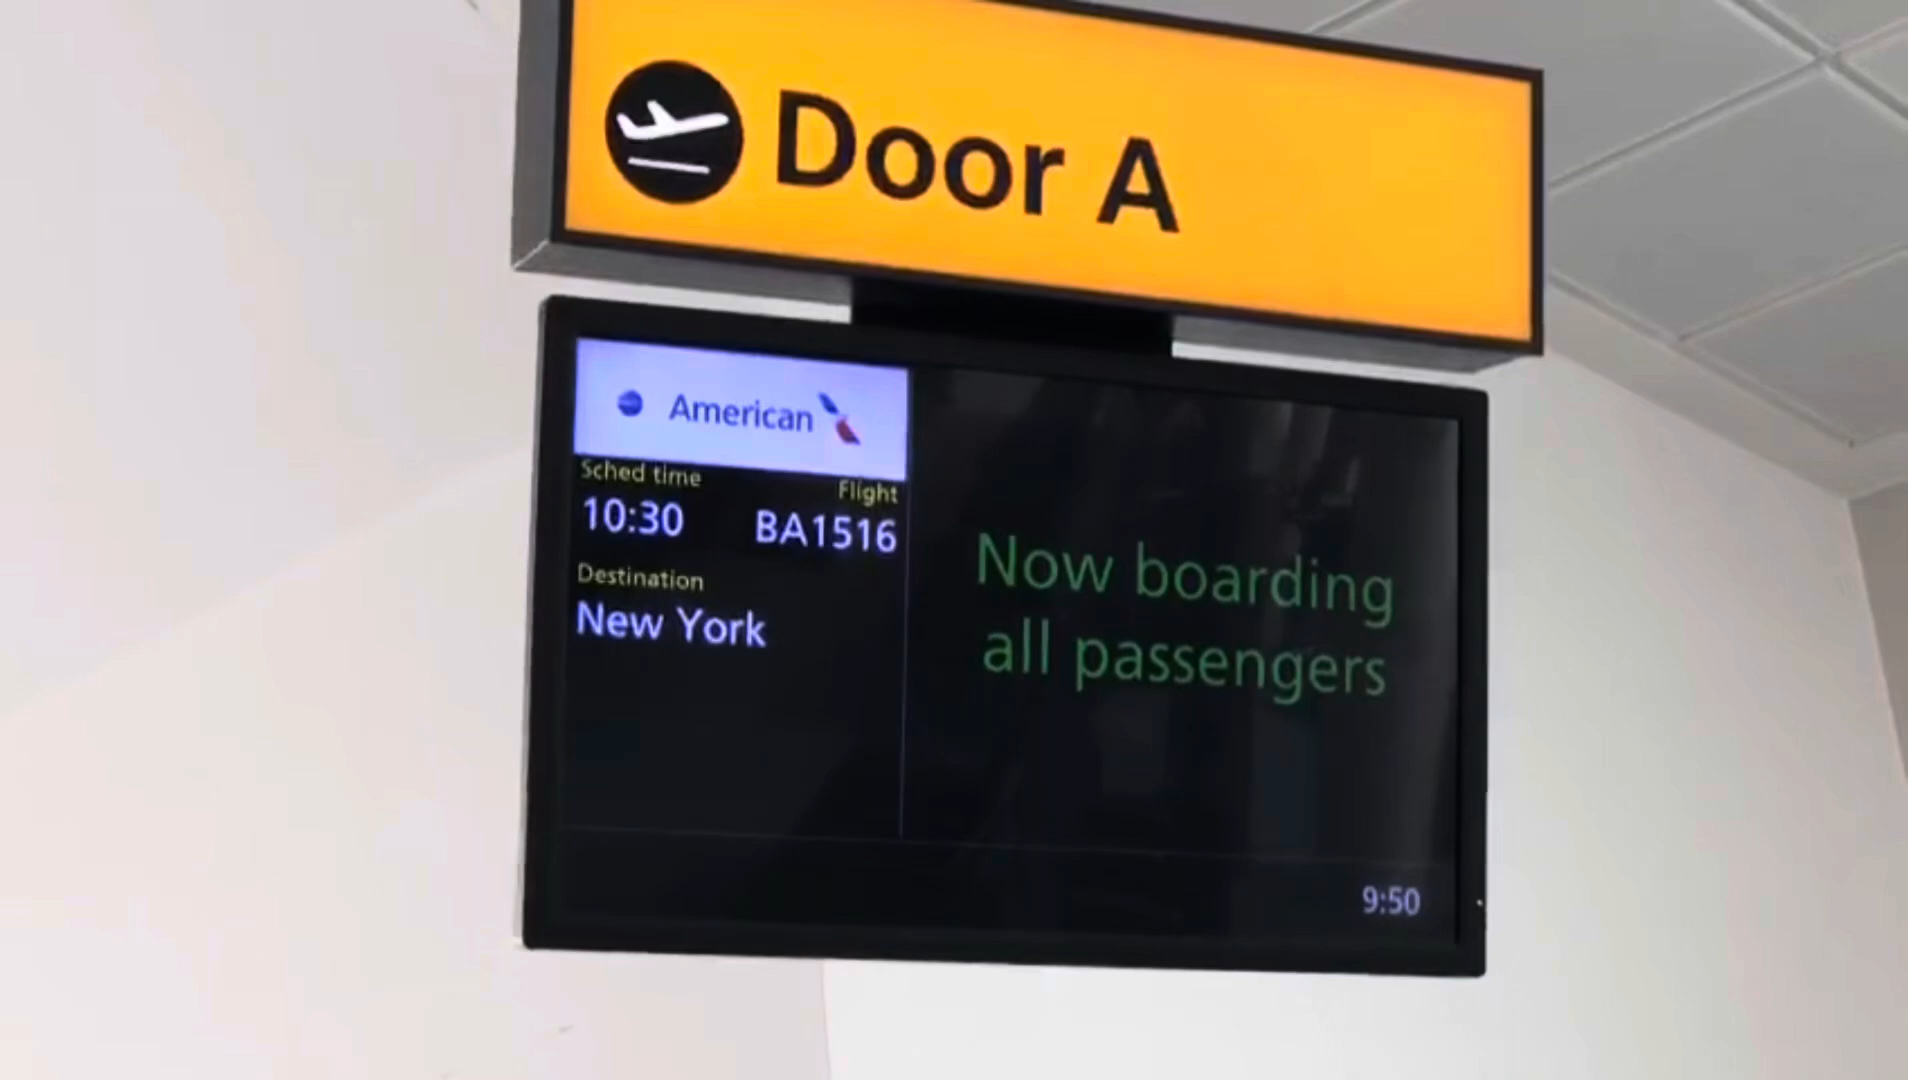 Door A
American
Sched time Flight
10:30 BA1516
Destination
New York
Now boarding
all passengers
9:50